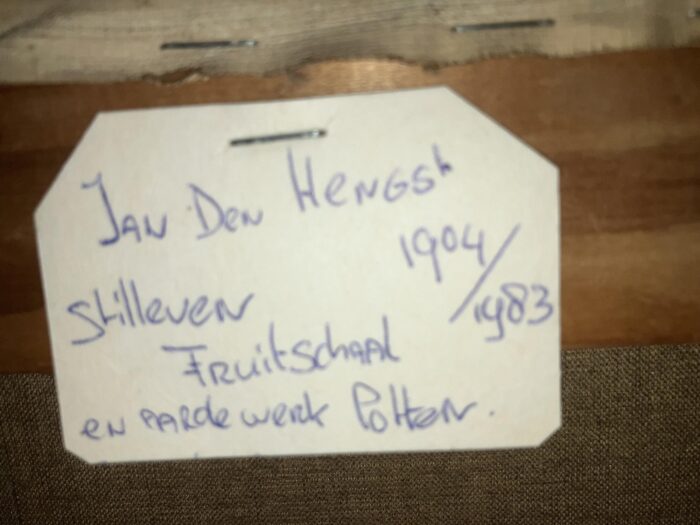 Jan Den Hengst
1904/1983
Stilleven
Fruitschaal
en aardewerk Potten.